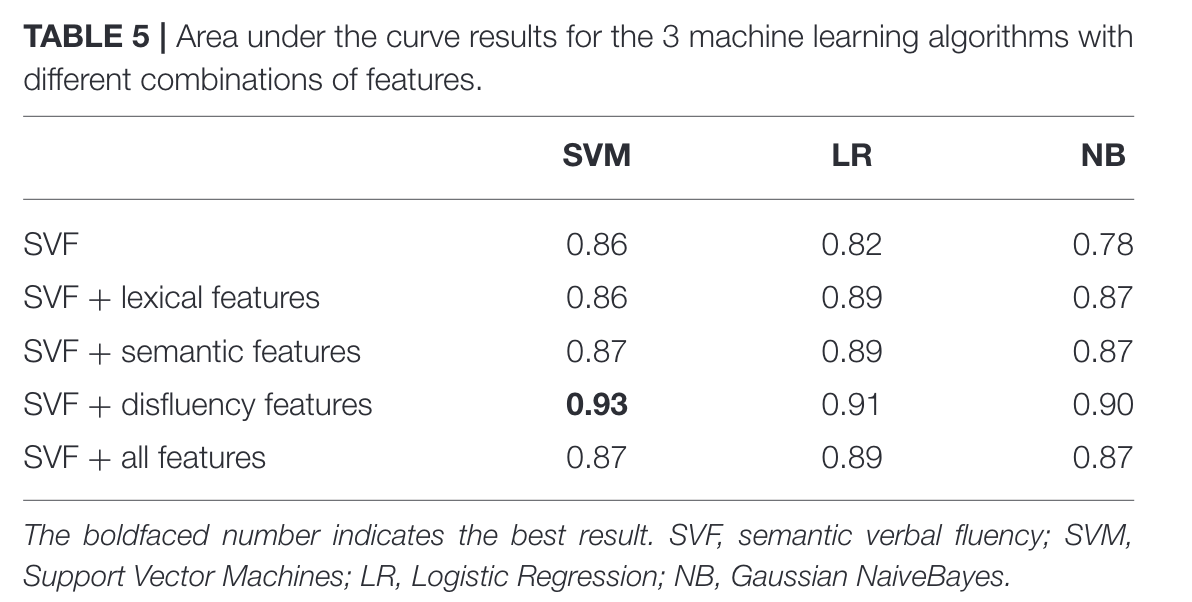 TABLE 5 | Area under the curve results for the 3 machine learning algorithms with
different combinations of features.
SVM LR NB
SVF 0.86 0.82 0.78
SVF + lexical features 0.86 0.89 0.87
SVF + semantic features 0.87 0.89 0.87
SVF + disfluency features 0.93 0.91 0.90
SVF + all features 0.87 0.89 0.87
The boldfaced number indicates the best result. SVF, semantic verbal fluency; SVM,
Support Vector Machines; LR, Logistic Regression; NB, Gaussian NaiveBayes.